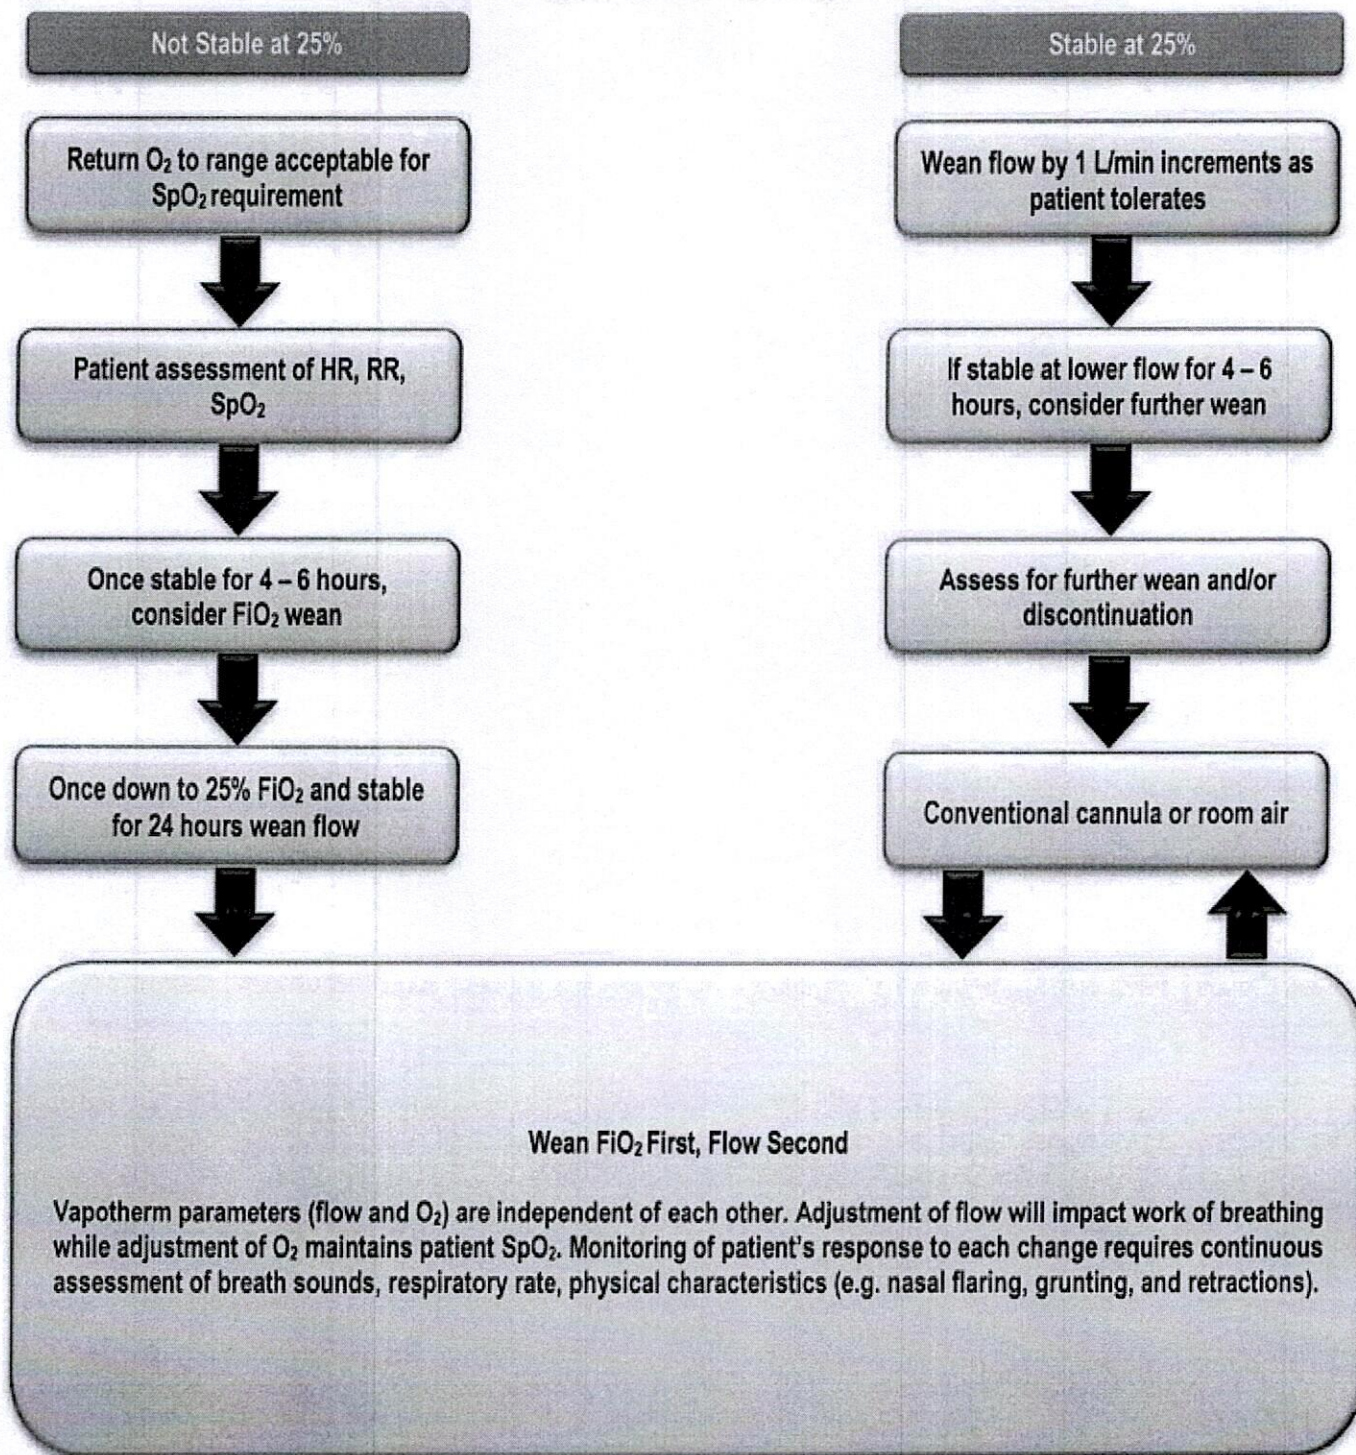 Not Stable at 25%
Return O₂ to range acceptable for
SpO₂ requirement
Patient assessment of HR, RR,
SpO₂
Once stable for 4 – 6 hours,
consider FiO₂ wean
Once down to 25% FiO₂ and stable
for 24 hours wean flow
Stable at 25%
Wean flow by 1 L/min increments as
patient tolerates
If stable at lower flow for 4 – 6
hours, consider further wean
Assess for further wean and/or
discontinuation
Conventional cannula or room air
Wean FiO₂ First, Flow Second
Vapotherm parameters (flow and O₂) are independent of each other. Adjustment of flow will impact work of breathing
while adjustment of O₂ maintains patient SpO₂. Monitoring of patient's response to each change requires continuous
assessment of breath sounds, respiratory rate, physical characteristics (e.g. nasal flaring, grunting, and retractions).